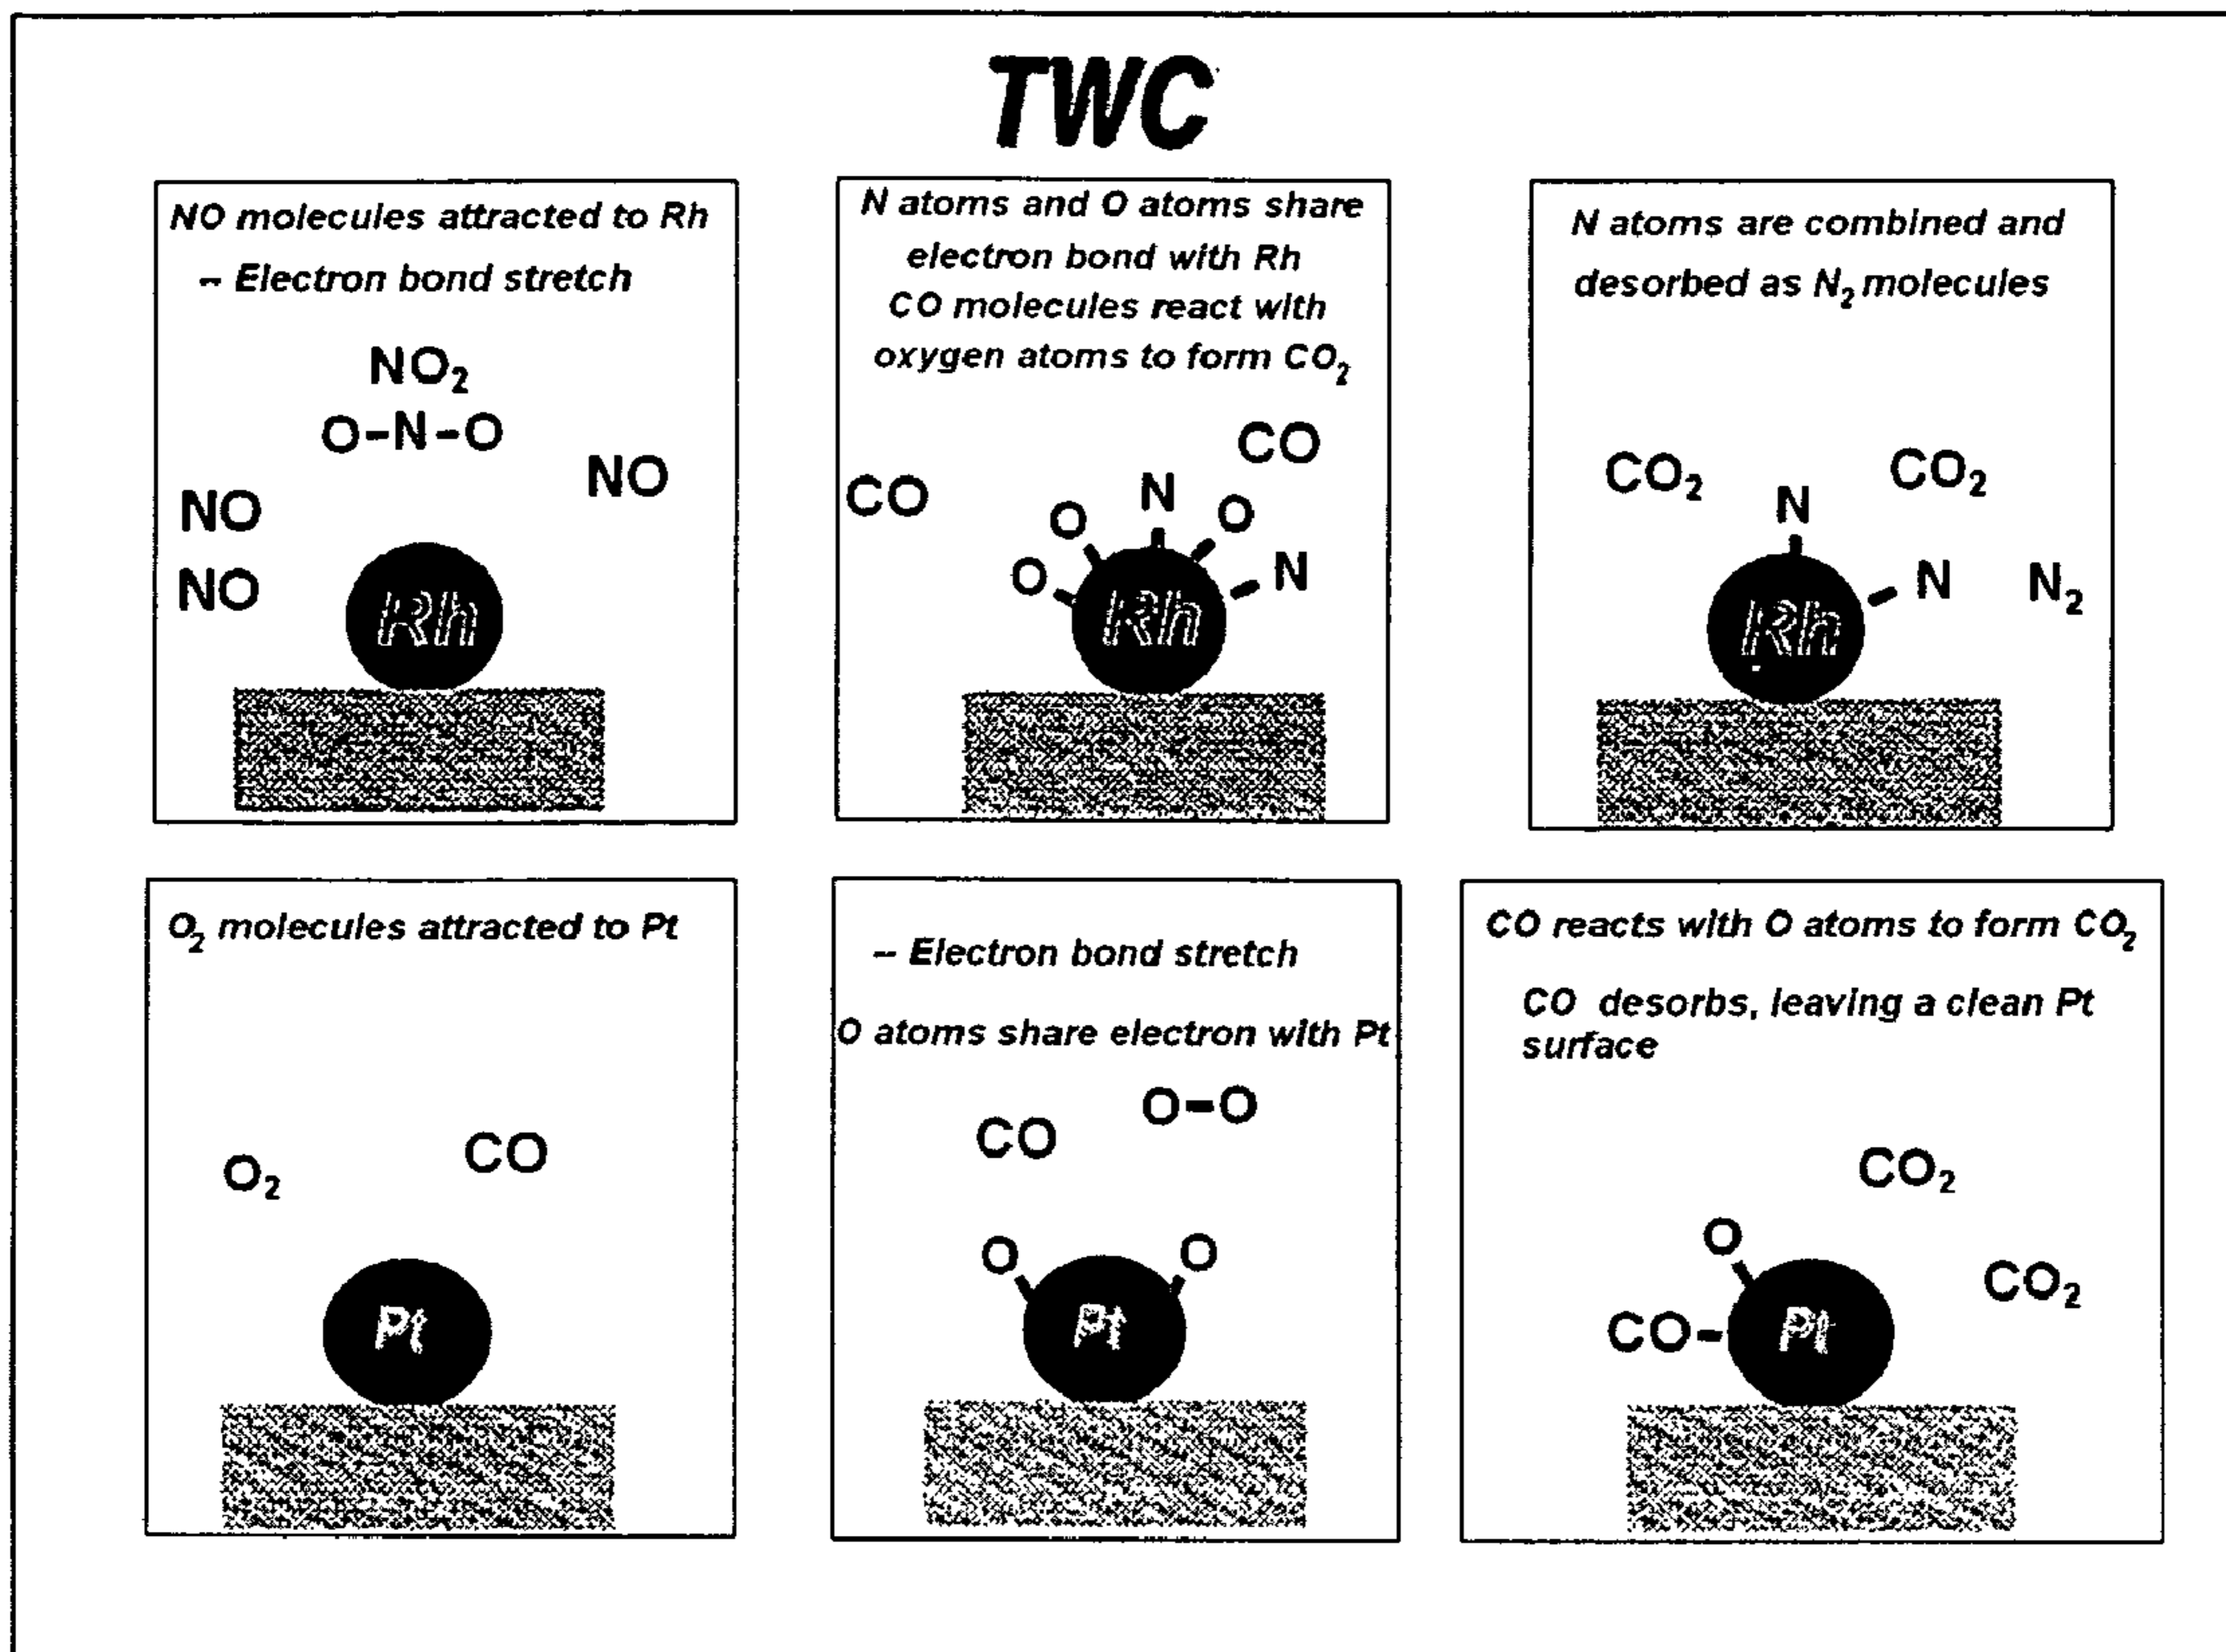 TWC
NO molecules attracted to Rh
– Electron bond stretch
NO₂
O-N-O
NO
NO
NO
Rh
N atoms and O atoms share
electron bond with Rh
CO molecules react with
oxygen atoms to form CO₂
CO
CO
N
O
O
O
N
Rh
N atoms are combined and
desorbed as N₂ molecules
CO₂
CO₂
N
N
N₂
Rh
O₂ molecules attracted to Pt
CO
O₂
Pt
– Electron bond stretch
O atoms share electron with Pt
O-O
CO
O
O
Pt
CO reacts with O atoms to form CO₂
CO desorbs, leaving a clean Pt
surface
CO₂
O
CO₂
CO-
Pt